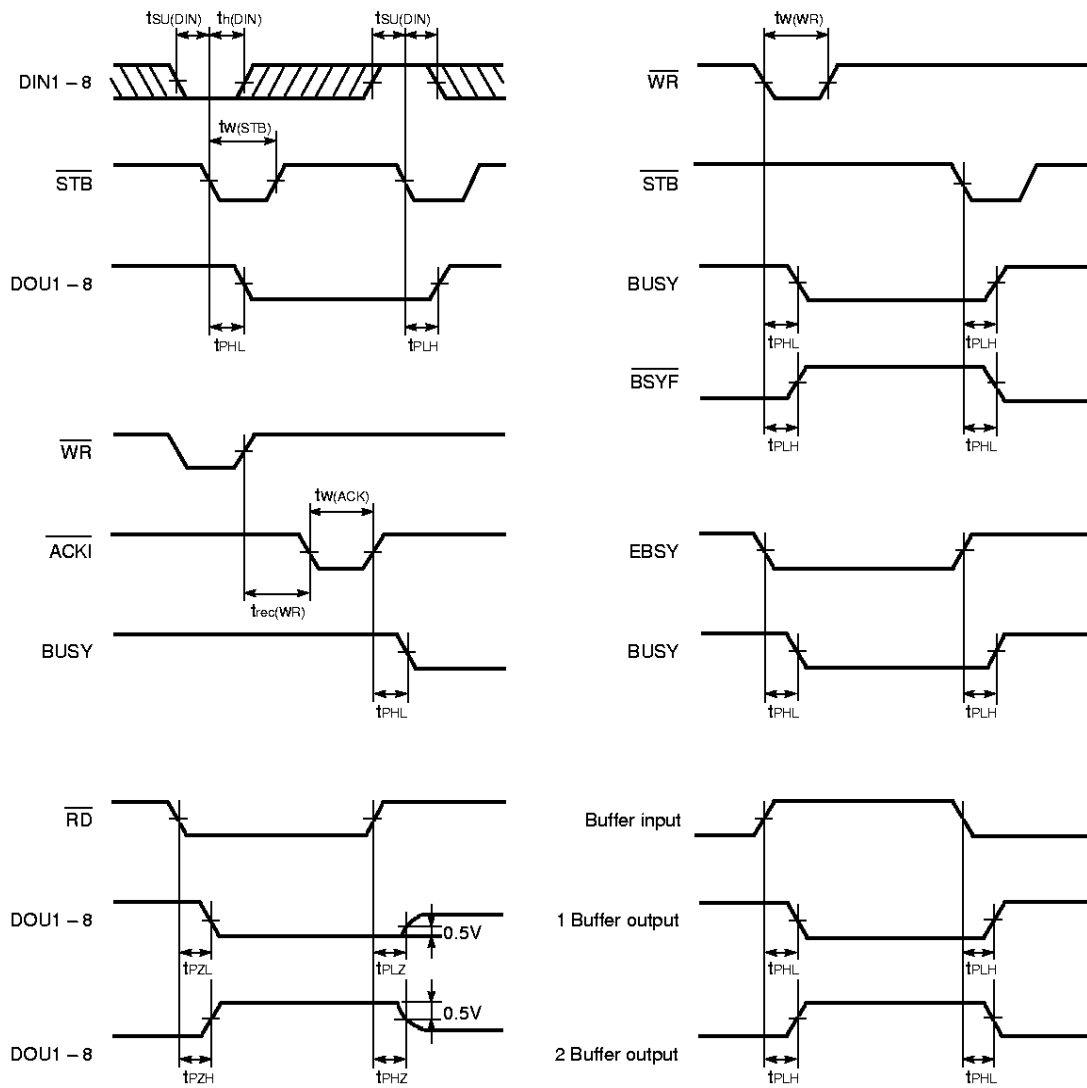 tSU(DIN) th(DIN) tSU(DIN)
DIN1 – 8
tW(STB)
STB
DOU1 – 8
tPHL tPLH
WR
tW(ACK)
ACKI
trec(WR)
BUSY
tPHL
RD
DOU1 – 8
0.5V
tPZL tPLZ
0.5V
DOU1 – 8
tPZH tPHZ
tW(WR)
WR
STB
BUSY
tPHL tPLH
BSYF
tPLH tPHL
EBSY
BUSY
tPHL tPLH
Buffer input
1 Buffer output
tPHL tPLH
2 Buffer output
tPLH tPHL